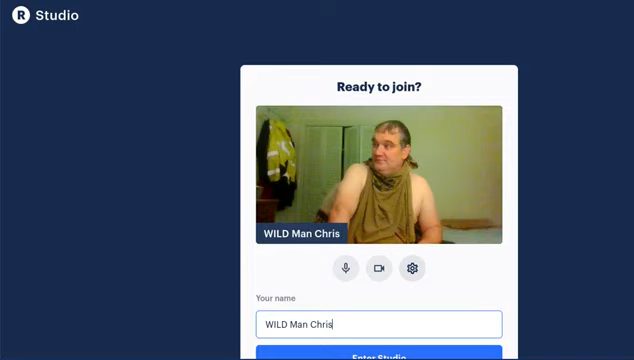 R Studio
Ready to join?
WILD Man Chris
Your name
WILD Man Chris
Enter Studio